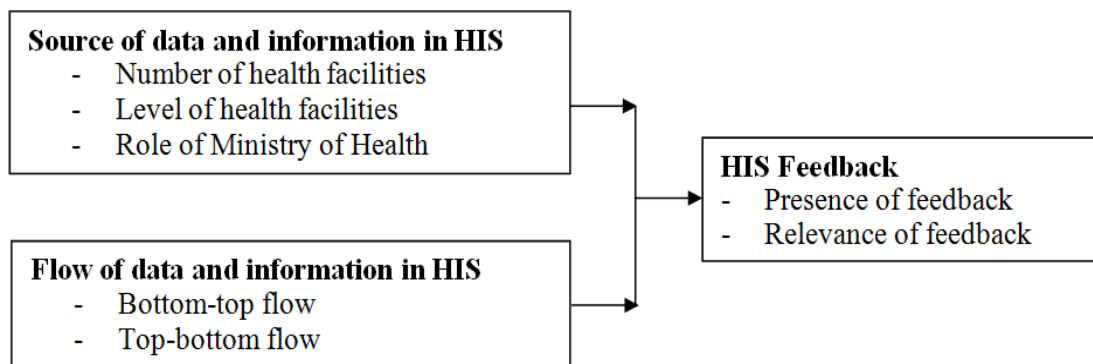 Source of data and information in HIS
- Number of health facilities
- Level of health facilities
- Role of Ministry of Health
HIS Feedback
- Presence of feedback
- Relevance of feedback
Flow of data and information in HIS
- Bottom-top flow
- Top-bottom flow